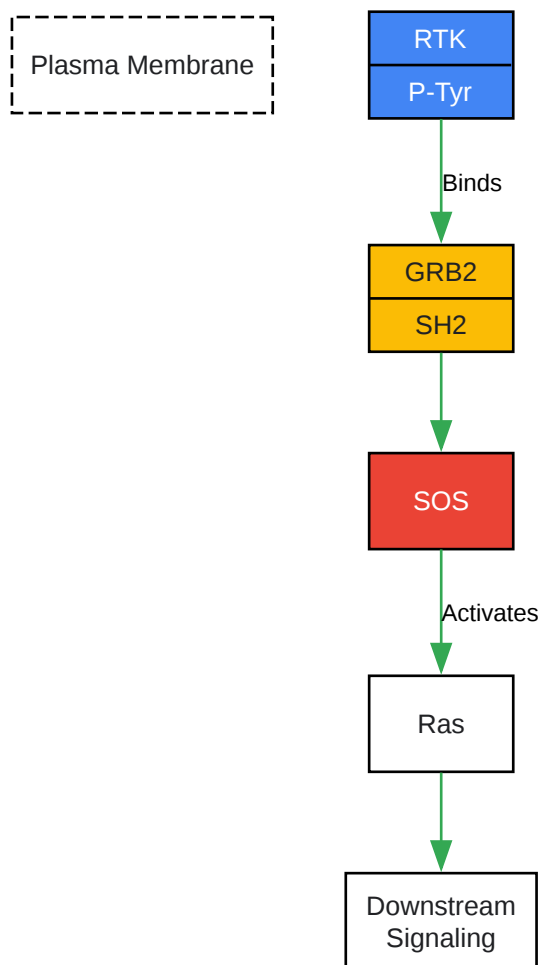 Plasma Membrane
RTK
P-Tyr
Binds
GRB2
SH2
SOS
Activates
Ras
Downstream
Signaling